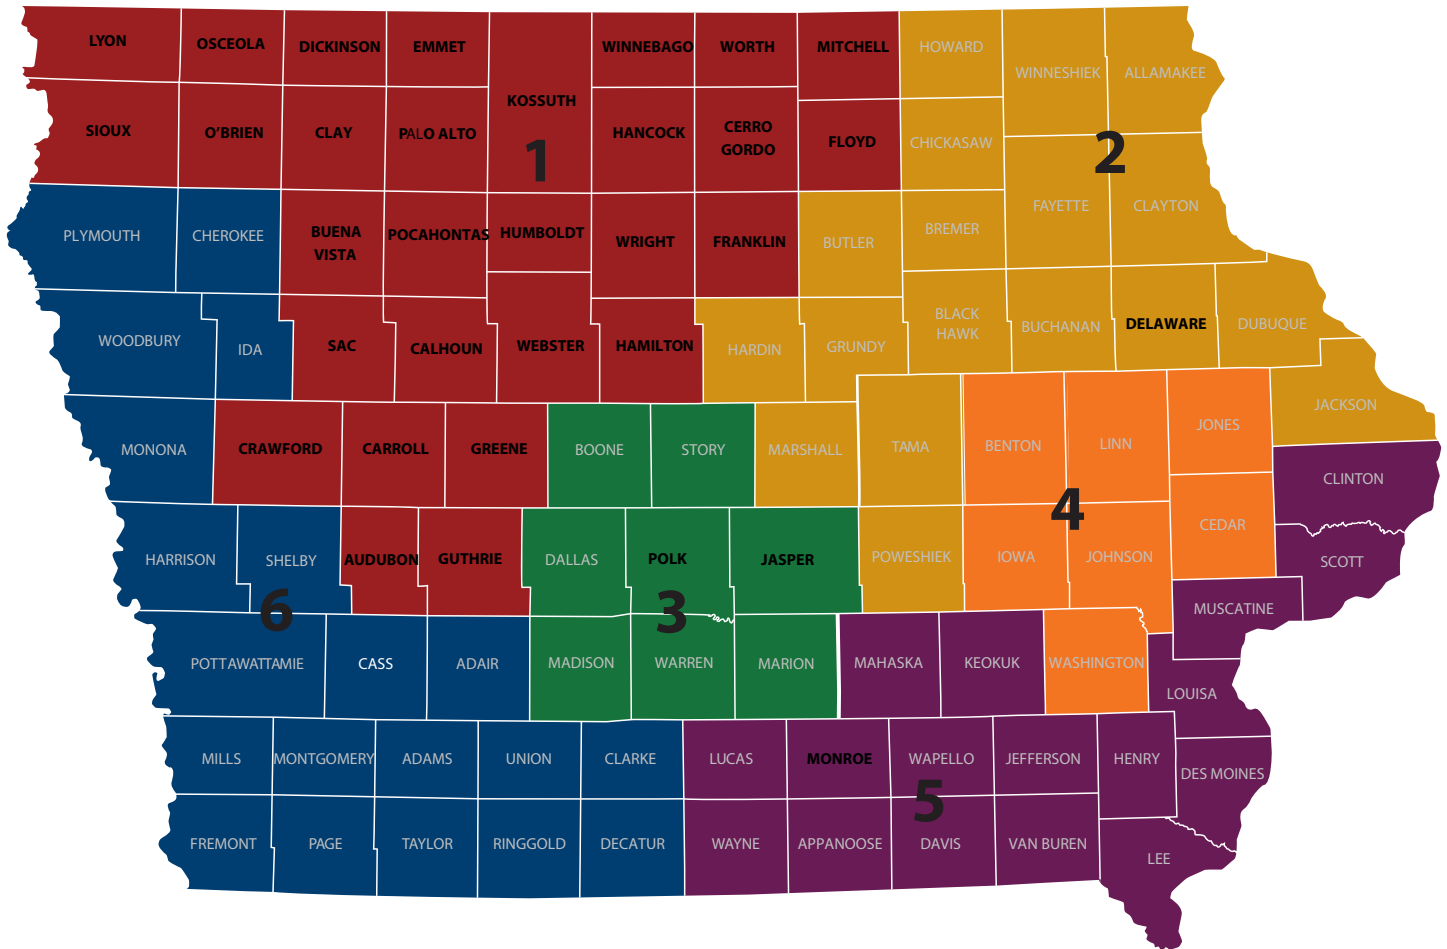 LYON
OSCEOLA
DICKINSON
EMMET
KOSSUTH
WINNEBAGO
WORTH
MITCHELL
HOWARD
WINNESHIEK
ALLAMAKEE
SIOUX
O'BRIEN
CLAY
PALO ALTO
HANCOCK
CERRO
GORDO
FLOYD
CHICKASAW
1
2
PLYMOUTH
CHEROKEE
BUENA
VISTA
POCAHONTAS
HUMBOLDT
WRIGHT
FRANKLIN
BUTLER
BREMER
FAYETTE
CLAYTON
WOODBURY
IDA
SAC
CALHOUN
WEBSTER
HAMILTON
HARDIN
GRUNDY
BLACK
HAWK
BUCHANAN
DELAWARE
DUBUQUE
JACKSON
MONONA
CRAWFORD
CARROLL
GREENE
BOONE
STORY
MARSHALL
TAMA
BENTON
LINN
JONES
CLINTON
4
HARRISON
SHELBY
AUDUBON
GUTHRIE
DALLAS
POLK
JASPER
POWESHIEK
IOWA
JOHNSON
CEDAR
SCOTT
6
3
MUSCATINE
POTTAWATTAMIE
CASS
ADAIR
MADISON
WARREN
MARION
MAHASKA
KEOKUK
WASHINGTON
LOUISA
MILLS
MONTGOMERY
ADAMS
UNION
CLARKE
LUCAS
MONROE
WAPELLO
JEFFERSON
HENRY
DES MOINES
5
FREMONT
PAGE
TAYLOR
RINGGOLD
DECATUR
WAYNE
APPANOOSE
DAVIS
VAN BUREN
LEE